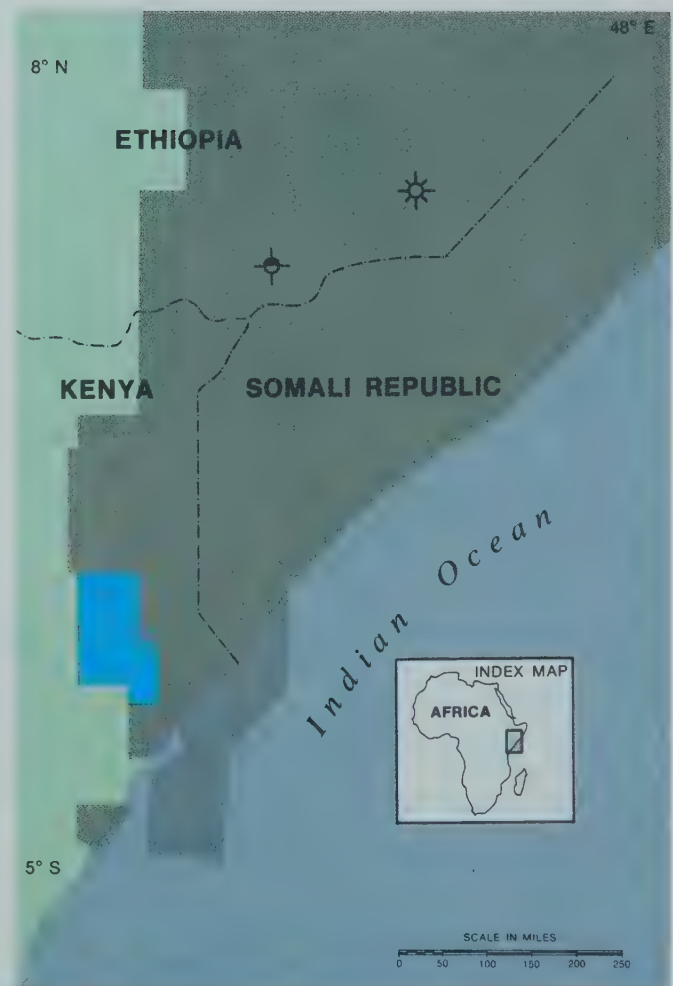 48° E
8° N
ETHIOPIA
KENYA
SOMALI REPUBLIC
Indian Ocean
INDEX MAP
AFRICA
5° S
SCALE IN MILES
0 50 100 150 200 250